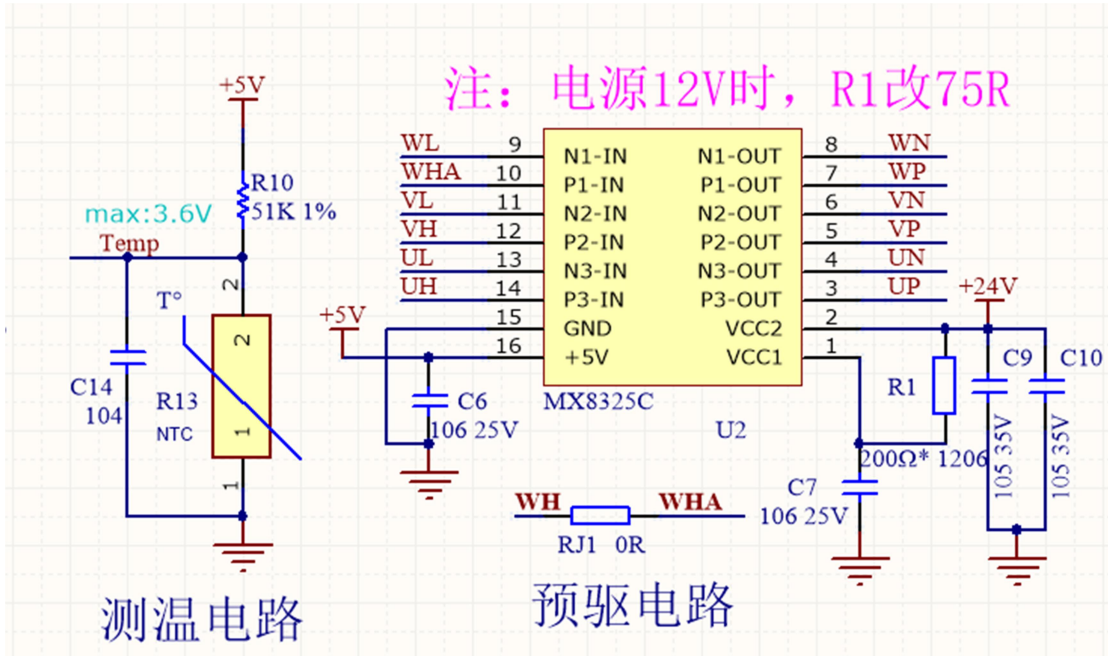 注：电源12V时，R1改75R
+5V
R10
51K 1%
max:3.6V
Temp
2
T°
2
C14
104
R13
NTC
1
1
测温电路
WL 9 N1-IN N1-OUT 8 WN
WHA 10 P1-IN P1-OUT 7 WP
VL 11 N2-IN N2-OUT 6 VN
VH 12 P2-IN P2-OUT 5 VP
UL 13 N3-IN N3-OUT 4 UN
UH 14 P3-IN P3-OUT 3 UP
15 GND VCC2 2
16 +5V VCC1 1
+5V
+24V
MX8325C
U2
C6
106 25V
R1
200Ω* 1206
C9
105 35V
C10
105 35V
C7
106 25V
WH WHA
RJ1 0R
预驱电路